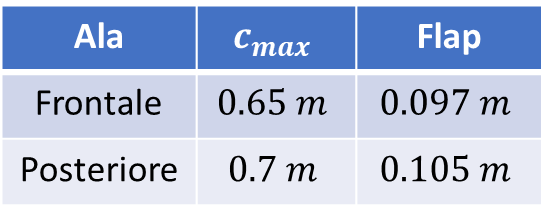 Ala c_max Flap
Frontale 0.65 m 0.097 m
Posteriore 0.7 m 0.105 m